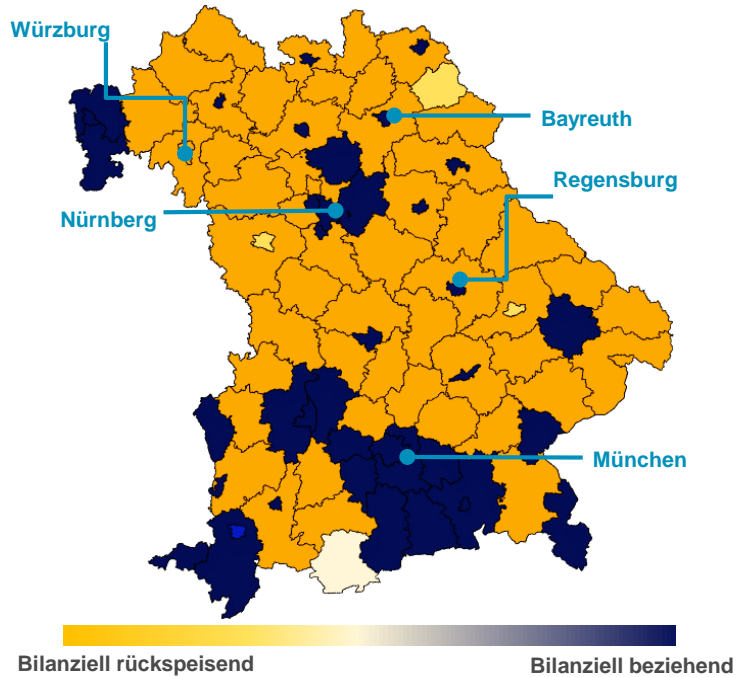 Würzburg
Bayreuth
Regensburg
Nürnberg
München
Bilanziell rückspeisend
Bilanziell beziehend